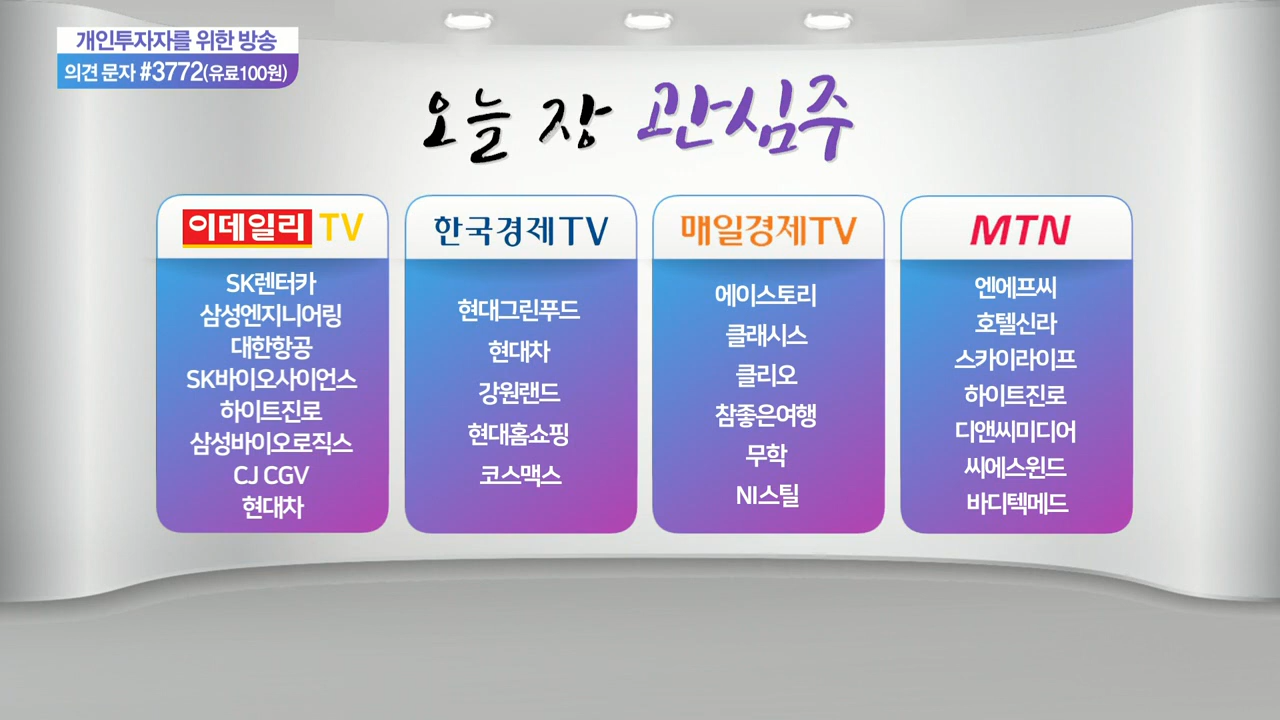 개인투자자를 위한 방송
의견 문자 #3772(유료100원)
오늘 장 관심주
이데일리 TV
SK렌터카
삼성엔지니어링
대한항공
SK바이오사이언스
하이트진로
삼성바이오로직스
CJ CGV
현대차
한국경제TV
현대그린푸드
현대차
강원랜드
현대홈쇼핑
코스맥스
매일경제TV
에이스토리
클래시스
클리오
참좋은여행
무학
NI스틸
MTN
엔에프씨
호텔신라
스카이라이프
하이트진로
디앤씨미디어
씨에스윈드
바디텍메드